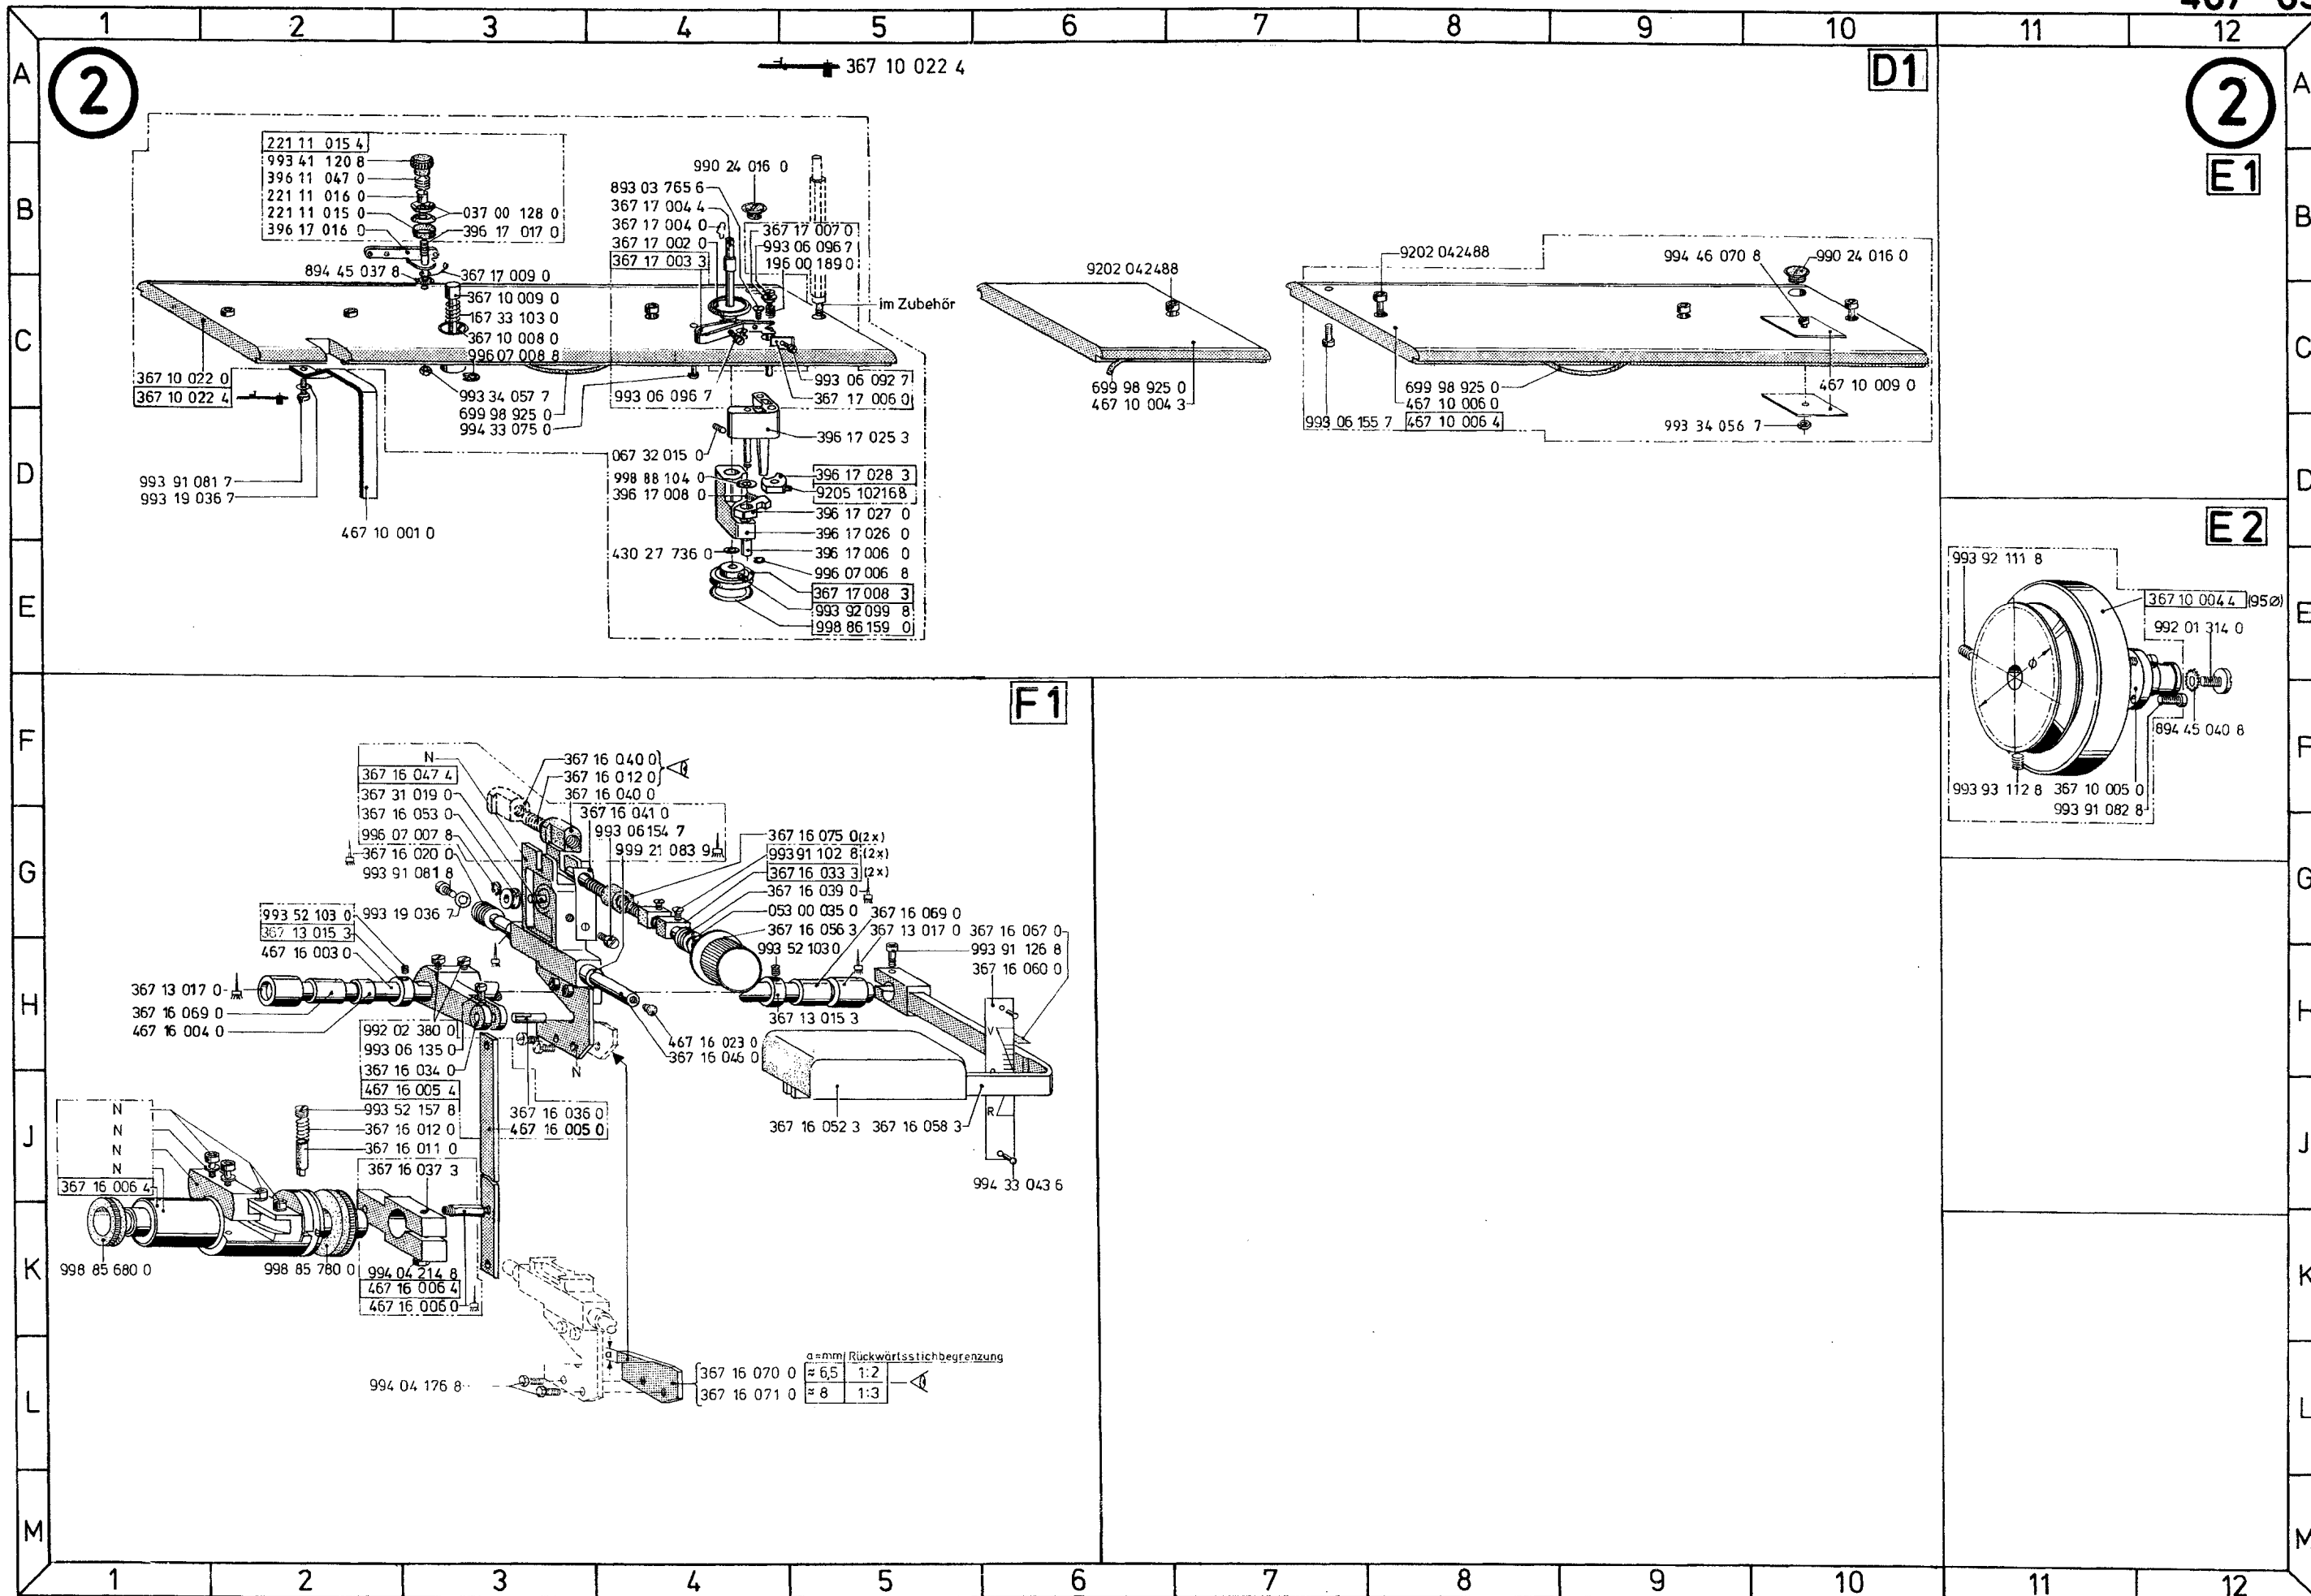 1 2 3 4 5 6 7 8 9 10 11 12
A
B
C
D
E
F
G
H
J
K
L
M
2
367 10 022 4
D1
2
E1
221 11 015 4
993 41 120 8
396 11 047 0
221 11 016 0
221 11 015 0
396 17 016 0
037 00 128 0
396 17 017 0
894 45 037 8
367 17 009 0
367 10 009 0
167 33 103 0
367 10 008 0
996 07 008 8
367 10 022 0
367 10 022 4
993 34 057 7
699 98 925 0
994 33 075 0
993 91 081 7
993 19 036 7
467 10 001 0
990 24 016 0
893 03 765 6
367 17 004 4
367 17 004 0
367 17 002 0
367 17 003 3
367 17 007 0
993 06 096 7
196 00 189 0
im Zubehör
993 06 092 7
367 17 006 0
993 06 096 7
396 17 025 3
067 32 015 0
998 88 104 0
396 17 008 0
396 17 028 3
9205 102168
396 17 027 0
396 17 026 0
396 17 006 0
430 27 736 0
996 07 006 8
367 17 008 3
993 92 099 8
998 86 159 0
9202 042488
699 98 925 0
467 10 004 3
9202 042488
994 46 070 8
990 24 016 0
699 98 925 0
467 10 006 0
467 10 006 4
993 06 155 7
467 10 009 0
993 34 056 7
E2
993 92 111 8
367 10 004 4 (95Ø)
992 01 314 0
ø
894 45 040 8
993 93 112 8
367 10 005 0
993 91 082 8
F1
N
367 16 047 4
367 31 019 0
367 16 053 0
996 07 007 8
367 16 020 0
993 91 081 8
993 19 036 7
367 16 040 0
367 16 012 0
367 16 040 0
367 16 041 0
993 06 154 7
999 21 083 9
367 16 075 0 (2x)
993 91 102 8 (2x)
367 16 033 3 (2x)
367 16 039 0
053 00 035 0
367 16 056 3
993 52 103 0
367 16 069 0
367 13 017 0
367 16 067 0
993 91 126 8
367 16 060 0
993 52 103 0
367 13 015 3
467 16 003 0
367 13 017 0
367 16 069 0
467 16 004 0
367 13 015 3
467 16 023 0
367 16 046 0
992 02 380 0
993 06 135 0
367 16 034 0
467 16 005 4
N
V
R
367 16 036 0
467 16 005 0
367 16 052 3
367 16 058 3
994 33 043 6
N
N
N
N
367 16 006 4
993 52 157 8
367 16 012 0
367 16 011 0
367 16 037 3
998 85 680 0
998 85 780 0
994 04 214 8
467 16 006 4
467 16 006 0
a
994 04 176 8
a=mm Rückwärtsstichbegrenzung
367 16 070 0 ≈ 6,5 1:2
367 16 071 0 ≈ 8 1:3
A
B
C
D
E
F
G
H
J
K
L
M
1 2 3 4 5 6 7 8 9 10 11 12